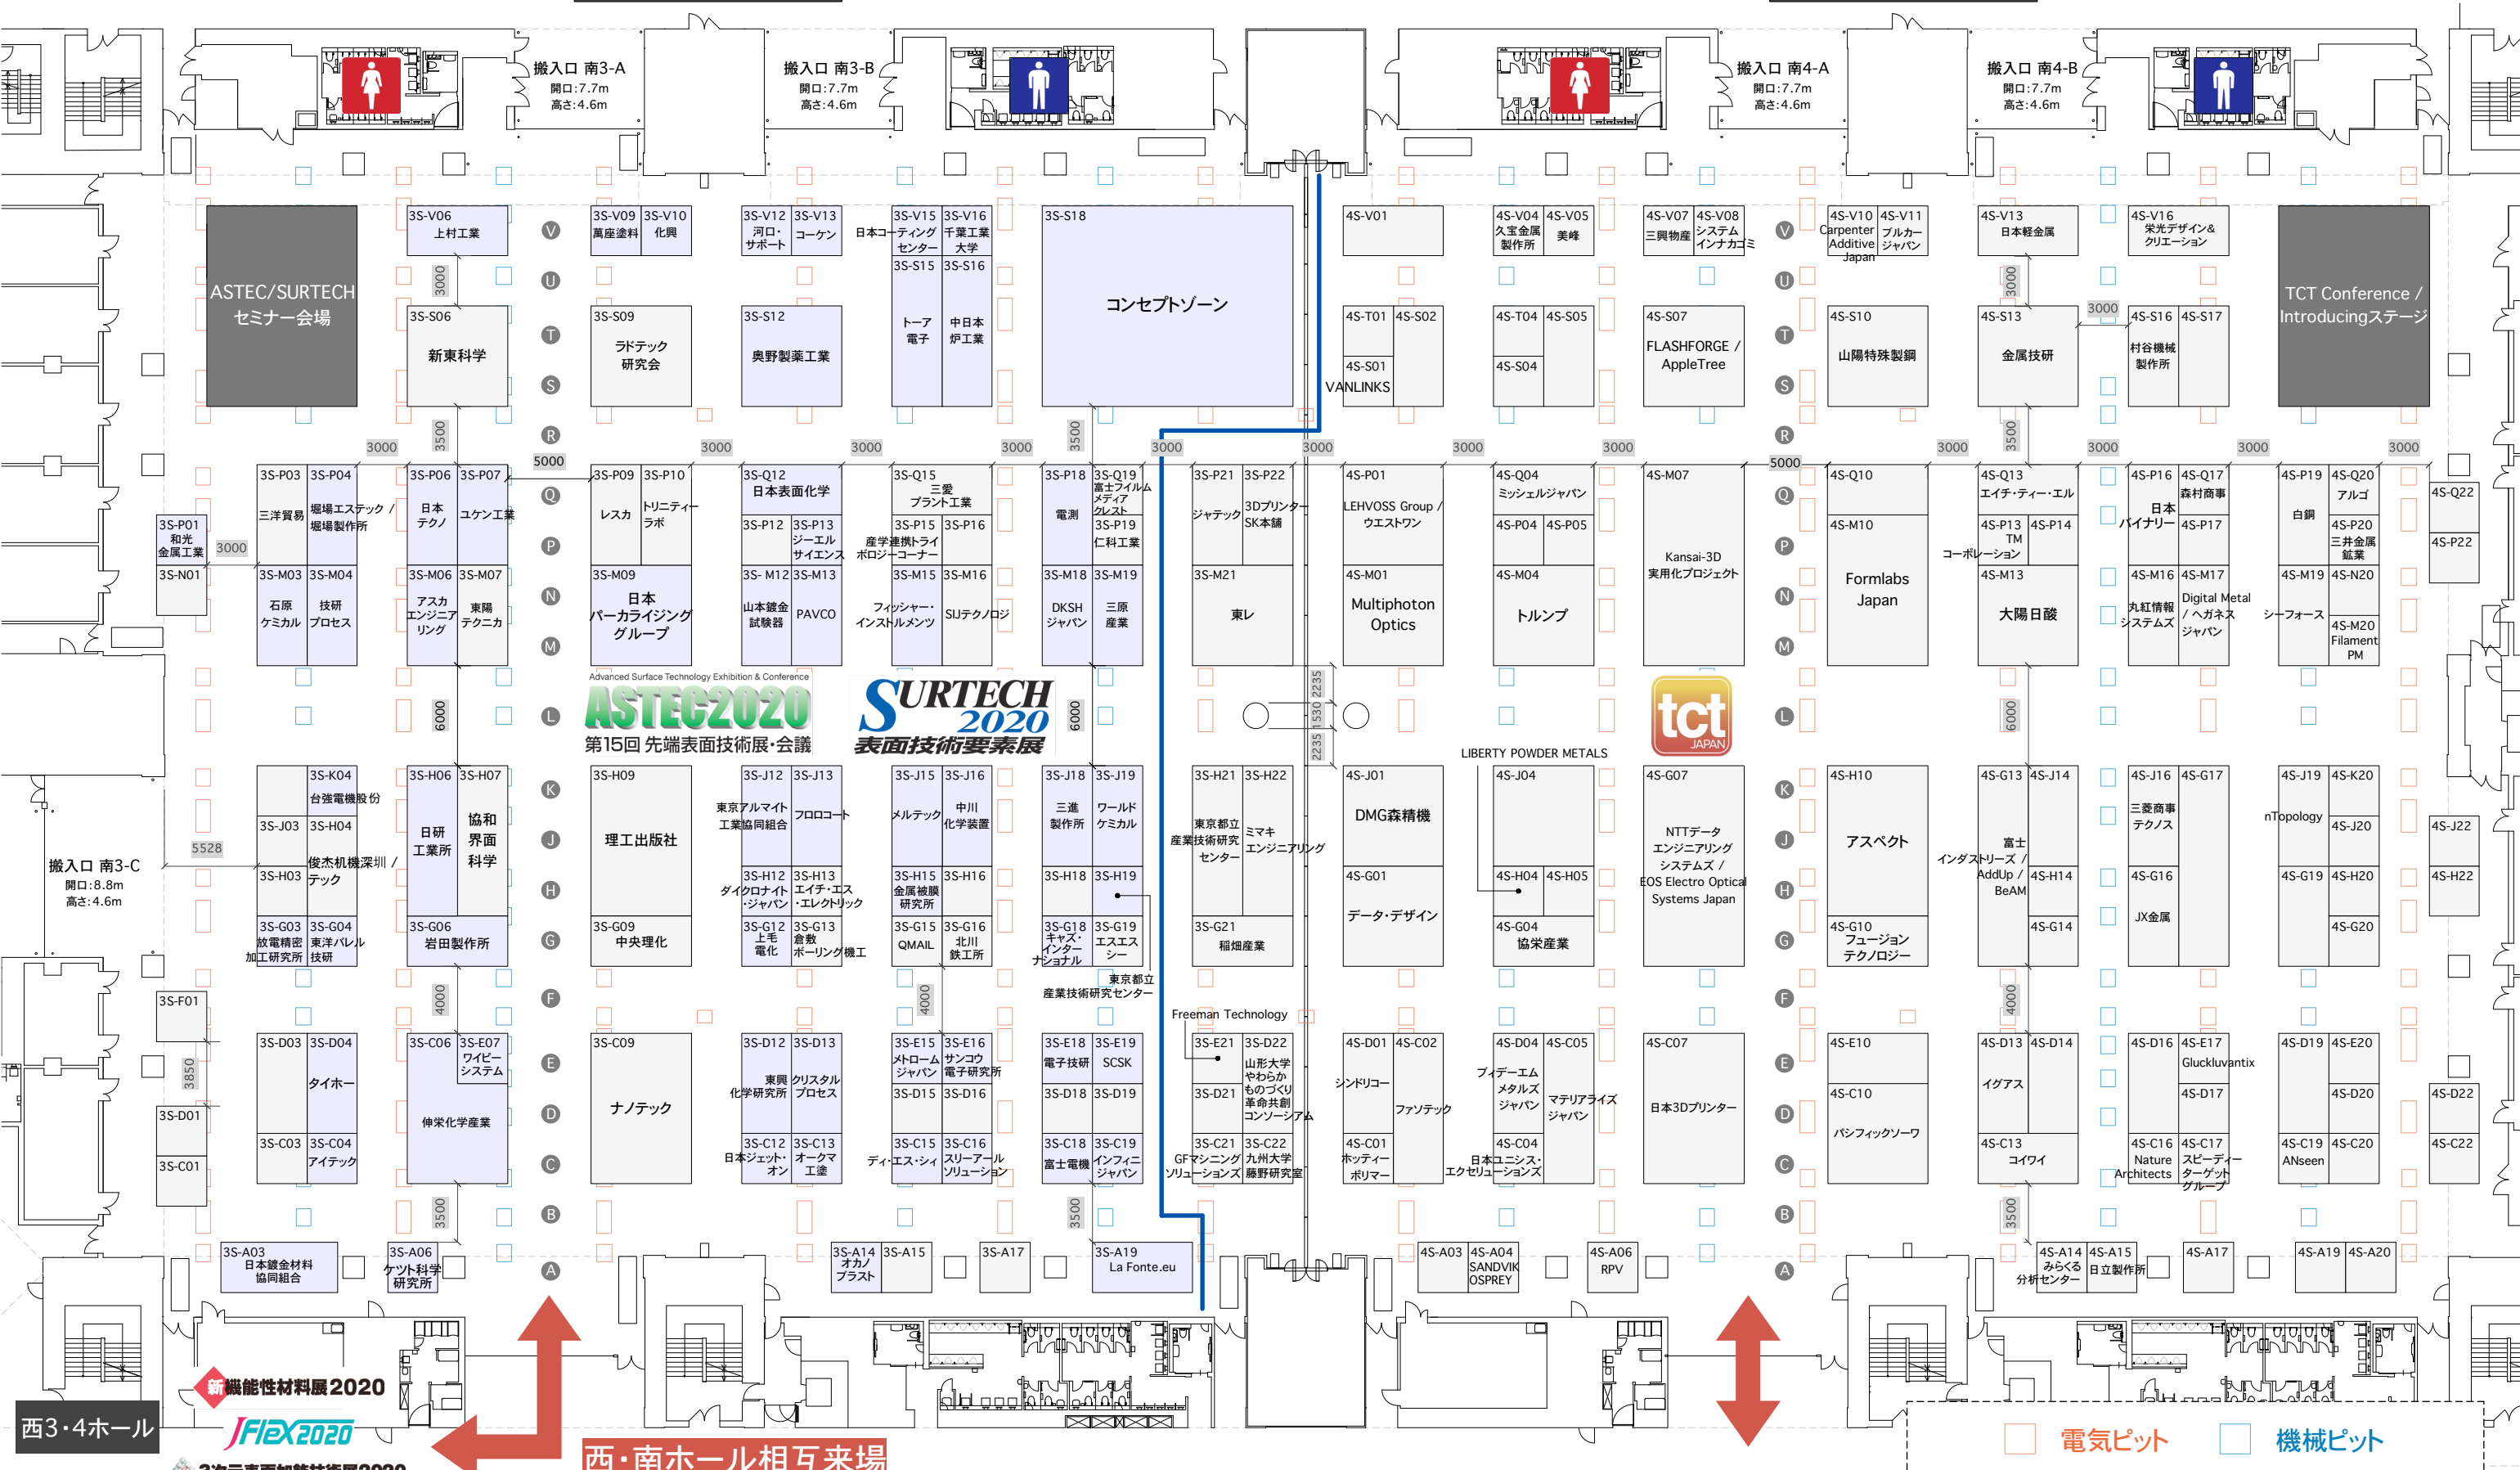 搬入口 南3-A
開口:7.7m
高さ:4.6m
搬入口 南3-B
開口:7.7m
高さ:4.6m
搬入口 南4-A
開口:7.7m
高さ:4.6m
搬入口 南4-B
開口:7.7m
高さ:4.6m
ASTEC/SURTECH
セミナー会場
3S-V06
上村工業
3S-V09
萬座塗料
3S-V10
化興
3S-V12
河口・
サポート
3S-V13
コーケン
3S-V15
日本コーティング
センター
3S-V16
千葉工業
大学
3S-S15
トーア
電子
3S-S16
中日本
炉工業
3S-S18
コンセプトゾーン
4S-V01
4S-V04
久宝金属
製作所
4S-V05
美峰
4S-V07
三興物産
4S-V08
システム
インナカゴミ
4S-V10
Carpenter
Additive
Japan
4S-V11
ブルカー
ジャパン
4S-V13
日本軽金属
4S-V16
栄光デザイン&
クリエーション
TCT Conference /
Introducingステージ
V
V
U
U
3000
3000
3000
3S-S06
新東科学
3S-S09
ラドテック
研究会
3S-S12
奥野製薬工業
4S-T01
4S-S02
4S-S01
VANLINKS
4S-T04
4S-S05
4S-S04
4S-S07
FLASHFORGE /
AppleTree
4S-S10
山陽特殊製鋼
4S-S13
金属技研
4S-S16
村谷機械
製作所
4S-S17
T
T
S
S
R
R
3500
3500
3500
3000
5000
3000
3000
3000
3000
3000
3000
3000
5000
3000
3000
3000
3000
3S-P01
和光
金属工業
3000
3S-N01
3S-P03
三洋貿易
3S-P04
堀場エステック /
堀場製作所
3S-P06
日本
テクノ
3S-P07
ユケン工業
3S-P09
レスカ
3S-P10
トリニティー
ラボ
3S-Q12
日本表面化学
3S-P12
3S-P13
ジーエル
サイエンス
3S-Q15
三愛
プラント工業
3S-P15
3S-P16
産学連携トライ
ボロジーコーナー
3S-P18
電測
3S-Q19
富士フイルム
メディア
クレスト
3S-P19
仁科工業
3S-P21
ジャテック
3S-P22
3Dプリンター
SK本舗
4S-P01
LEHVOSS Group /
ウエストワン
4S-Q04
ミッシェルジャパン
4S-P04
4S-P05
4S-M07
Kansai-3D
実用化プロジェクト
4S-Q10
4S-M10
Formlabs
Japan
4S-Q13
エイチ・ティー・エル
4S-P13
TM
コーポレーション
4S-P14
4S-P16
日本
バイナリー
4S-Q17
森村商事
4S-P17
4S-P19
白銅
4S-Q20
アルゴ
4S-P20
三井金属
鉱業
4S-Q22
4S-P22
Q
Q
P
P
3S-M03
石原
ケミカル
3S-M04
技研
プロセス
3S-M06
アスカ
エンジニア
リング
3S-M07
東陽
テクニカ
3S-M09
日本
パーカライジング
グループ
3S- M12
山本鍍金
試験器
3S-M13
PAVCO
3S-M15
フィッシャー・
インストルメンツ
3S-M16
SIJテクノロジ
3S-M18
DKSH
ジャパン
3S-M19
三原
産業
3S-M21
東レ
4S-M01
Multiphoton
Optics
4S-M04
トルンプ
4S-M13
大陽日酸
4S-M16
丸紅情報
システムズ
4S-M17
Digital Metal
/ ヘガネス
ジャパン
4S-M19
シーフォース
4S-N20
4S-M20
Filament
PM
N
N
M
M
6000
L
Advanced Surface Technology Exhibition & Conference
ASTEC2020
第15回 先端表面技術展・会議
SURTECH
2020
表面技術要素展
6000
2235
1530
2235
tct
JAPAN
L
6000
LIBERTY POWDER METALS
搬入口 南3-C
開口:8.8m
高さ:4.6m
5528
3S-K04
台強電機股份
3S-J03
3S-H04
俊杰机機深圳 /
テック
3S-H03
3S-G03
放電精密
加工研究所
3S-G04
東洋バレル
技研
3S-H06
日研
工業所
3S-H07
協和
界面
科学
3S-G06
岩田製作所
3S-H09
理工出版社
3S-G09
中央理化
3S-J12
東京アルマイト
工業協同組合
3S-J13
フロロコート
3S-H12
ダイクロナイト
・ジャパン
3S-H13
エイチ・エス
・エレクトリック
3S-G12
上毛
電化
3S-G13
倉敷
ボーリング機工
3S-J15
メルテック
3S-J16
中川
化学装置
3S-H15
金属被膜
研究所
3S-H16
3S-G15
QMAIL
3S-G16
北川
鉄工所
3S-J18
三進
製作所
3S-J19
ワールド
ケミカル
3S-H18
3S-H19
3S-G18
キャズ・
インター
ナショナル
3S-G19
エスエス
シー
東京都立
産業技術研究センター
3S-H21
東京都立
産業技術研究
センター
3S-H22
ミマキ
エンジニアリング
3S-G21
稲畑産業
4S-J01
DMG森精機
4S-G01
データ・デザイン
4S-J04
4S-H04
4S-H05
4S-G04
協栄産業
4S-G07
NTTデータ
エンジニアリング
システムズ /
EOS Electro Optical
Systems Japan
4S-H10
アスペクト
4S-G10
フュージョン
テクノロジー
4S-G13
富士
インダストリーズ /
AddUp /
BeAM
4S-J14
4S-H14
4S-G14
4S-J16
三菱商事
テクノス
4S-G16
JX金属
4S-G17
4S-J19
nTopology
4S-K20
4S-J20
4S-G19
4S-H20
4S-G20
4S-J22
4S-H22
K
K
J
J
H
H
G
G
F
F
4000
4000
4000
3S-F01
3850
3S-D01
3S-C01
Freeman Technology
3S-D03
3S-D04
タイホー
3S-C03
3S-C04
アイテック
3S-C06
伸栄化学産業
3S-E07
ワイピー
システム
3S-C09
ナノテック
3S-D12
東興
化学研究所
3S-D13
クリスタル
プロセス
3S-C12
日本ジェット・
オン
3S-C13
オークマ
工塗
3S-E15
メトローム
ジャパン
3S-E16
サンコウ
電子研究所
3S-D15
3S-D16
3S-C15
ディ・エス・シィ
3S-C16
スリーアール
ソリューション
3S-E18
電子技研
3S-E19
SCSK
3S-D18
3S-D19
3S-C18
富士電機
3S-C19
インフィニ
ジャパン
3S-E21
3S-D21
3S-D22
山形大学
やわらか
ものづくり
革命共創
コンソーシアム
3S-C21
GFマシニング
ソリューションズ
3S-C22
九州大学
藤野研究室
4S-D01
シンドリコー
4S-C02
ファソテック
4S-C01
ホッティー
ポリマー
4S-D04
ブィデーエム
メタルズ
ジャパン
4S-C05
マテリアライズ
ジャパン
4S-C04
日本ユニシス・
エクセリューションズ
4S-C07
日本3Dプリンター
4S-E10
4S-C10
パシフィックソーワ
4S-D13
イグアス
4S-D14
4S-C13
コイワイ
4S-D16
4S-E17
Gluckluvantix
4S-D17
4S-C16
Nature
Architects
4S-C17
スピーディー
ターゲット
グループ
4S-D19
4S-E20
4S-D20
4S-C19
ANseen
4S-C20
4S-D22
4S-C22
E
E
D
D
C
C
B
B
3500
3500
3500
3S-A03
日本鍍金材料
協同組合
3S-A06
ケツト科学
研究所
A
3S-A14
オカノ
ブラスト
3S-A15
3S-A17
3S-A19
La Fonte.eu
4S-A03
4S-A04
SANDVIK
OSPREY
4S-A06
RPV
A
4S-A14
みらくる
分析センター
4S-A15
日立製作所
4S-A17
4S-A19
4S-A20
新機能性材料展2020
西3・4ホール
JFlex2020
3次元表面加飾技術展2020
西・南ホール相互来場
電気ピット
機械ピット